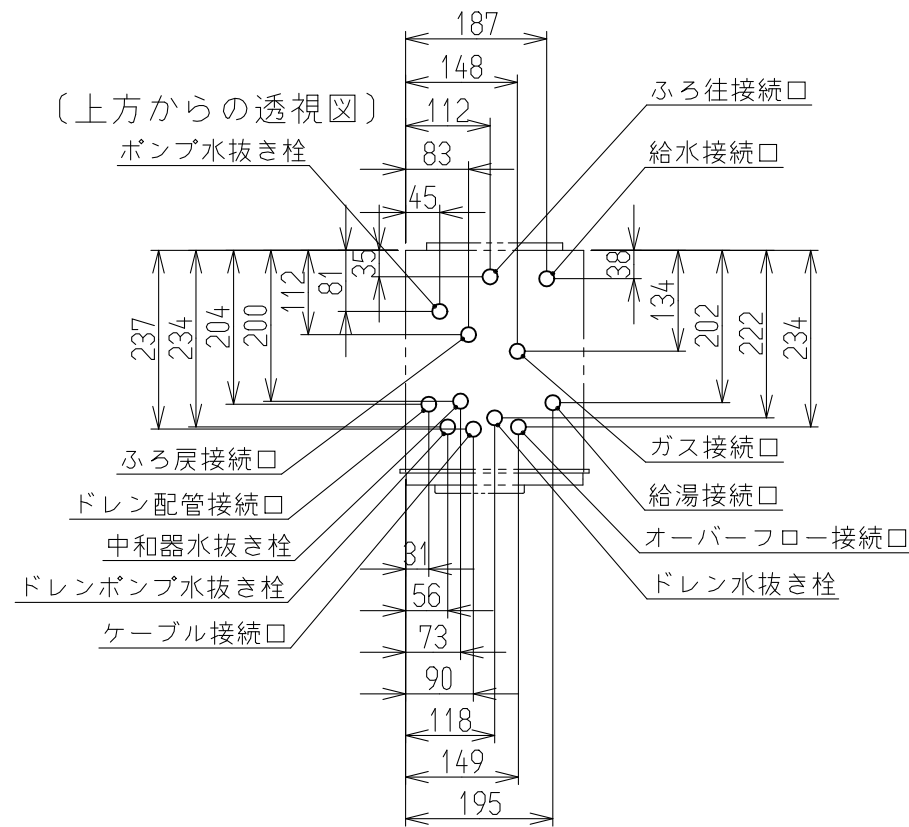 187
148
〔上方からの透視図〕
ふろ往接続口
112
ポンプ水抜き栓
83
給水接続口
45
35
38
81
112
134
200
202
204
222
234
234
237
ふろ戻接続口
ガス接続口
ドレン配管接続口
給湯接続口
中和器水抜き栓
オーバーフロー接続口
31
ドレンポンプ水抜き栓
ドレン水抜き栓
56
ケーブル接続口
73
90
118
149
195